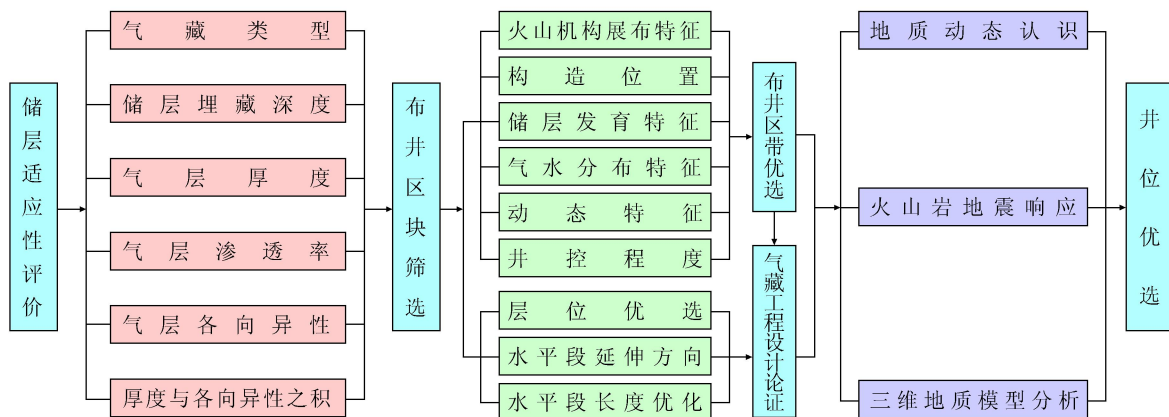 储层适应性评价
气藏类型
储层埋藏深度
气层厚度
气层渗透率
气层各向异性
厚度与各向异性之积
布井区块筛选
火山机构展布特征
构造位置
储层发育特征
气水分布特征
动态特征
井控程度
层位优选
水平段延伸方向
水平段长度优化
布井区带优选
气藏工程设计论证
地质动态认识
火山岩地震响应
三维地质模型分析
井位优选